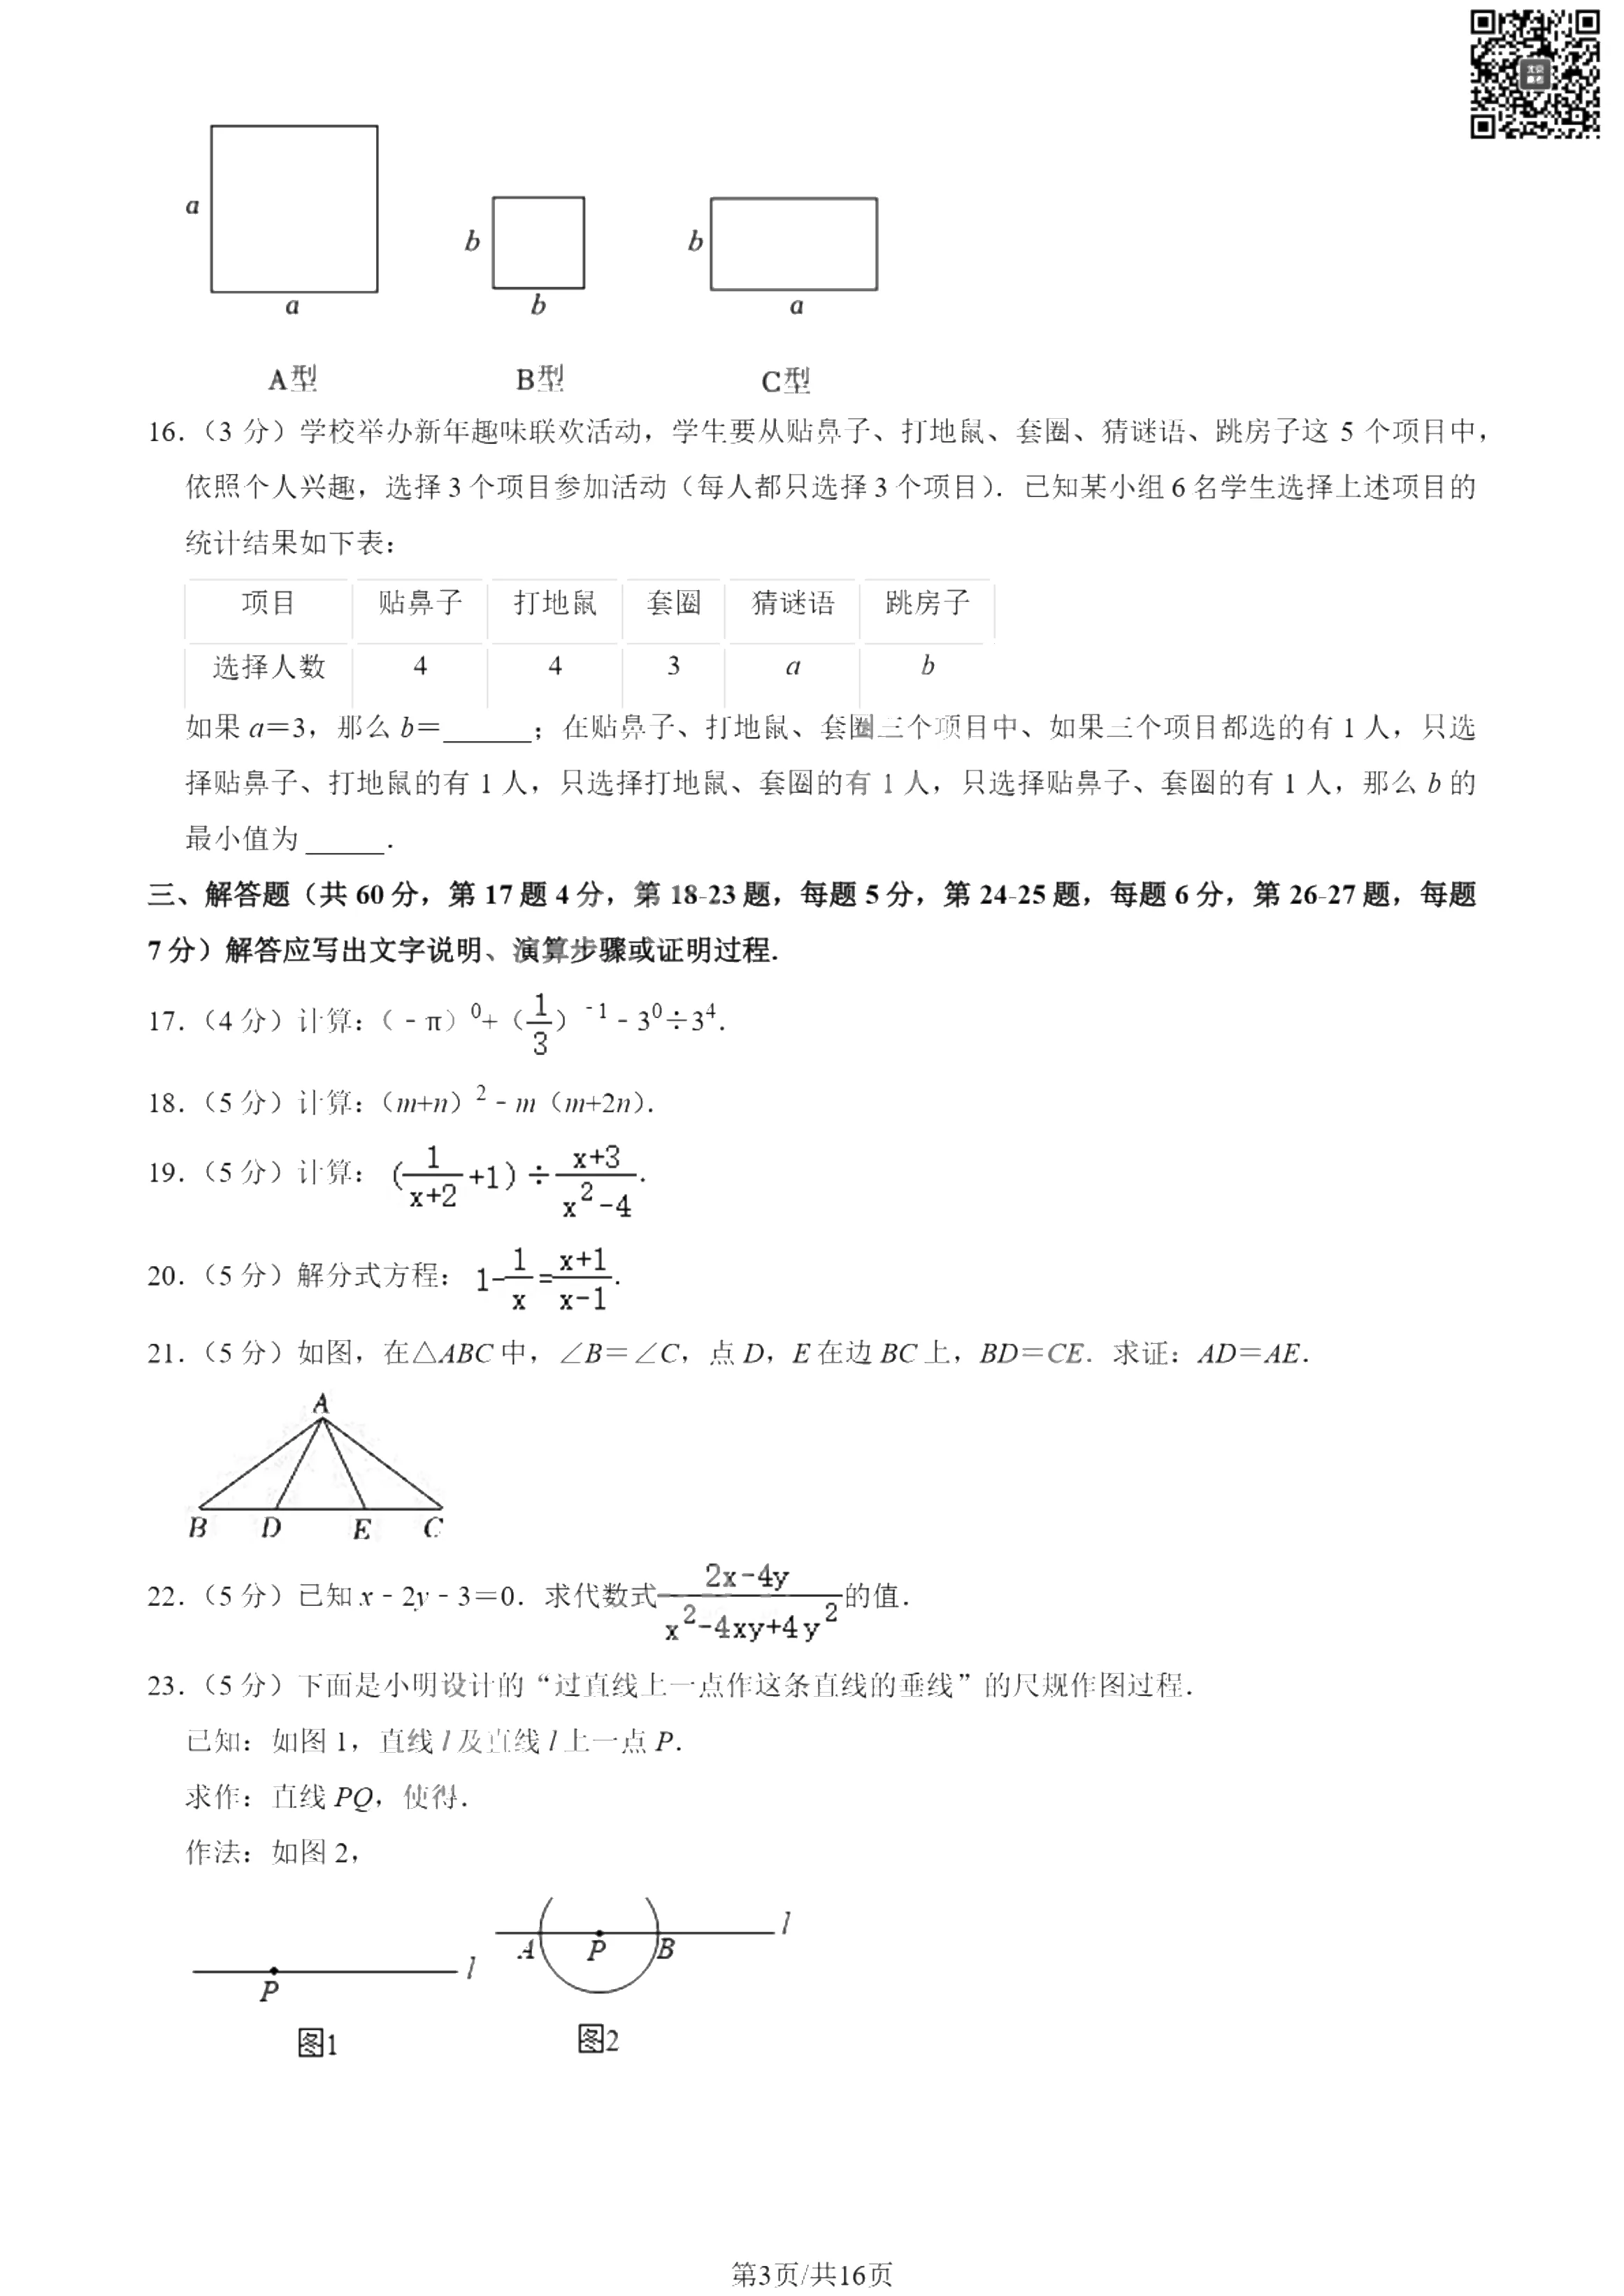 a
b
b
a
b
a
A型
B型
C型
16.（3 分）学校举办新年趣味联欢活动，学生要从贴鼻子、打地鼠、套圈、猜谜语、跳房子这 5 个项目中，
依照个人兴趣，选择 3 个项目参加活动（每人都只选择 3 个项目）．已知某小组 6 名学生选择上述项目的
统计结果如下表：
项目 贴鼻子 打地鼠 套圈 猜谜语 跳房子
选择人数 4 4 3 a b
如果 a＝3，那么 b＝______；在贴鼻子、打地鼠、套圈三个项目中、如果三个项目都选的有 1 人，只选
择贴鼻子、打地鼠的有 1 人，只选择打地鼠、套圈的有 1 人，只选择贴鼻子、套圈的有 1 人，那么 b 的
最小值为 ______．
三、解答题（共 60 分，第 17 题 4 分，第 18-23 题，每题 5 分，第 24-25 题，每题 6 分，第 26-27 题，每题
7 分）解答应写出文字说明、演算步骤或证明过程．
17.（4 分）计算：（﹣π）⁰+（1/3）⁻¹﹣3⁰÷3⁴．
18.（5 分）计算：（m+n）²﹣m（m+2n）．
19.（5 分）计算：(1/(x+2)+1)÷(x+3)/(x²-4)．
20.（5 分）解分式方程：1-1/x=(x+1)/(x-1)．
21.（5 分）如图，在△ABC 中，∠B＝∠C，点 D，E 在边 BC 上，BD＝CE．求证：AD＝AE．
A
B D E C
22.（5 分）已知 x﹣2y﹣3＝0．求代数式(2x-4y)/(x²-4xy+4y²)的值．
23.（5 分）下面是小明设计的“过直线上一点作这条直线的垂线”的尺规作图过程．
已知：如图 1，直线 l 及直线 l 上一点 P．
求作：直线 PQ，使得．
作法：如图 2，
l
P
图1
l
A P B
图2
第3页/共16页